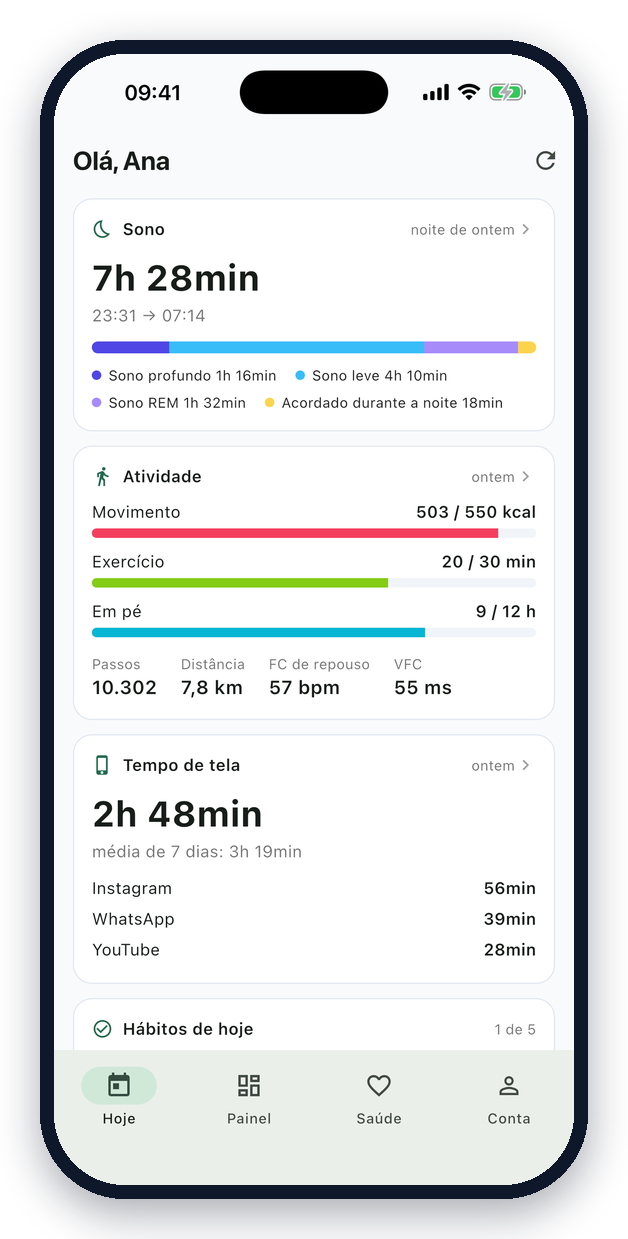 09:41
Olá, Ana
Sono noite de ontem
7h 28min
23:31 → 07:14
Sono profundo 1h 16min Sono leve 4h 10min
Sono REM 1h 32min Acordado durante a noite 18min
Atividade ontem
Movimento 503 / 550 kcal
Exercício 20 / 30 min
Em pé 9 / 12 h
Passos Distância FC de repouso VFC
10.302 7,8 km 57 bpm 55 ms
Tempo de tela ontem
2h 48min
média de 7 dias: 3h 19min
Instagram 56min
WhatsApp 39min
YouTube 28min
Hábitos de hoje 1 de 5
Hoje Painel Saúde Conta